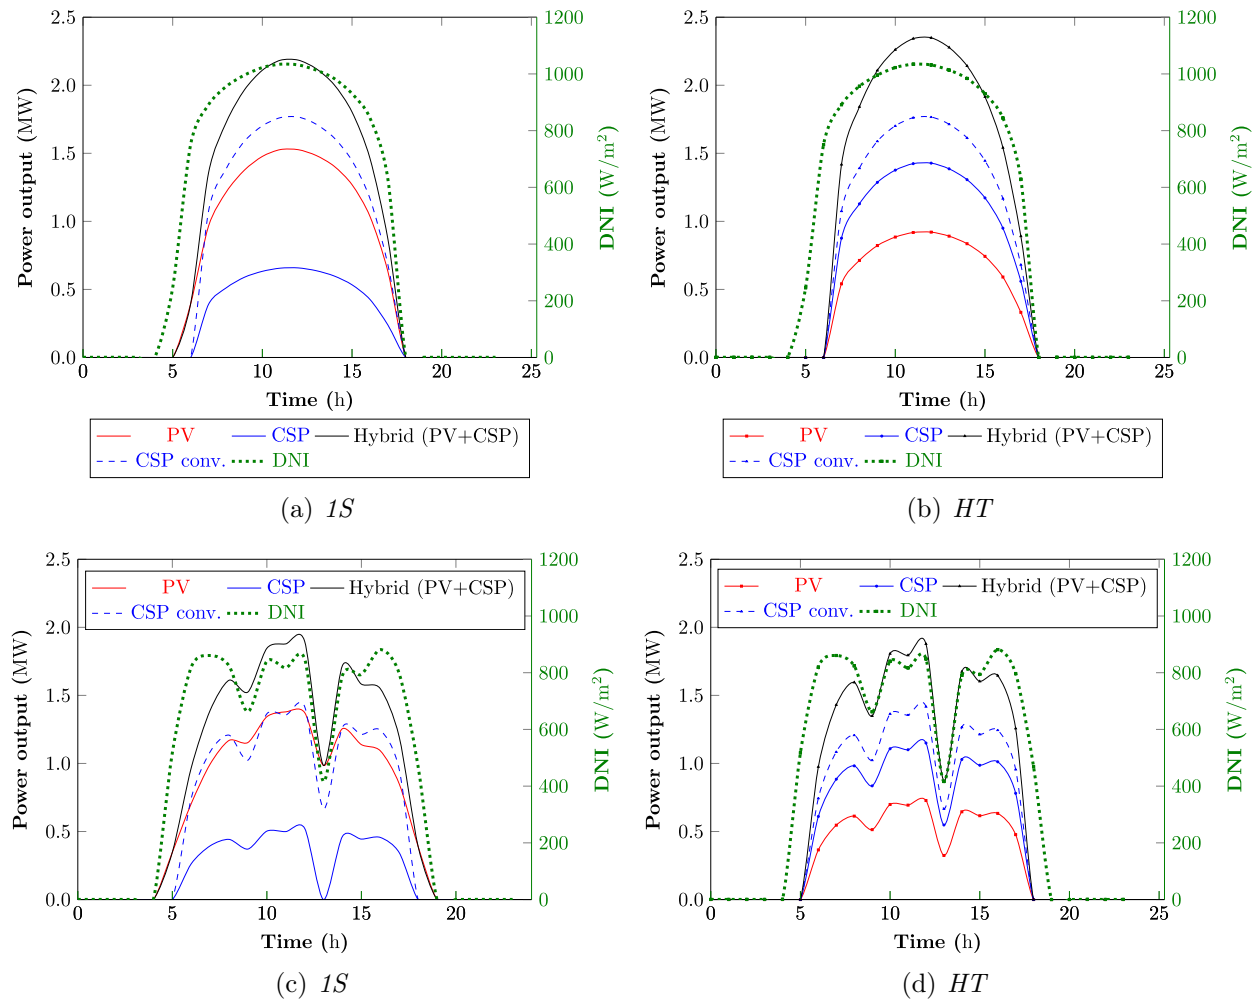 2.5
2.0
1.5
1.0
0.5
0.0
Power output (MW)
1200
1000
800
600
400
200
0
DNI (W/m²)
0 5 10 15 20 25
Time (h)
PV CSP Hybrid (PV+CSP)
CSP conv. DNI
(a) 1S
2.5
2.0
1.5
1.0
0.5
0.0
Power output (MW)
1200
1000
800
600
400
200
0
DNI (W/m²)
0 5 10 15 20 25
Time (h)
PV CSP Hybrid (PV+CSP)
CSP conv. DNI
(b) HT
2.5
2.0
1.5
1.0
0.5
0.0
Power output (MW)
PV CSP Hybrid (PV+CSP)
CSP conv. DNI
1200
1000
800
600
400
200
0
DNI (W/m²)
0 5 10 15 20
Time (h)
(c) 1S
2.5
2.0
1.5
1.0
0.5
0.0
Power output (MW)
PV CSP Hybrid (PV+CSP)
CSP conv. DNI
1200
1000
800
600
400
200
0
DNI (W/m²)
0 5 10 15 20 25
Time (h)
(d) HT